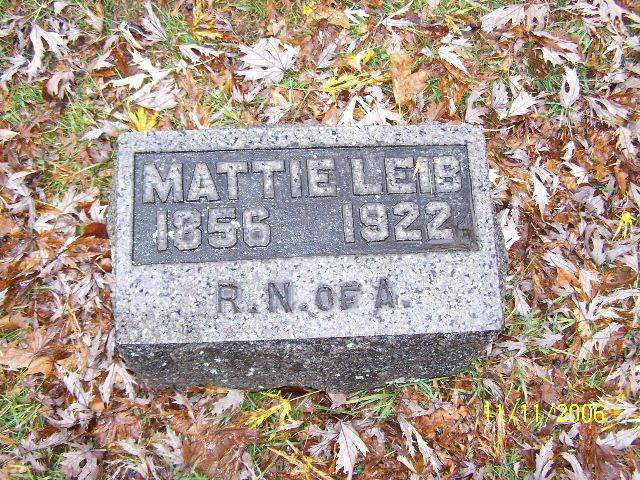 MATTIE LEIB
1856 1922
R.N. OF A.
11/11/2006